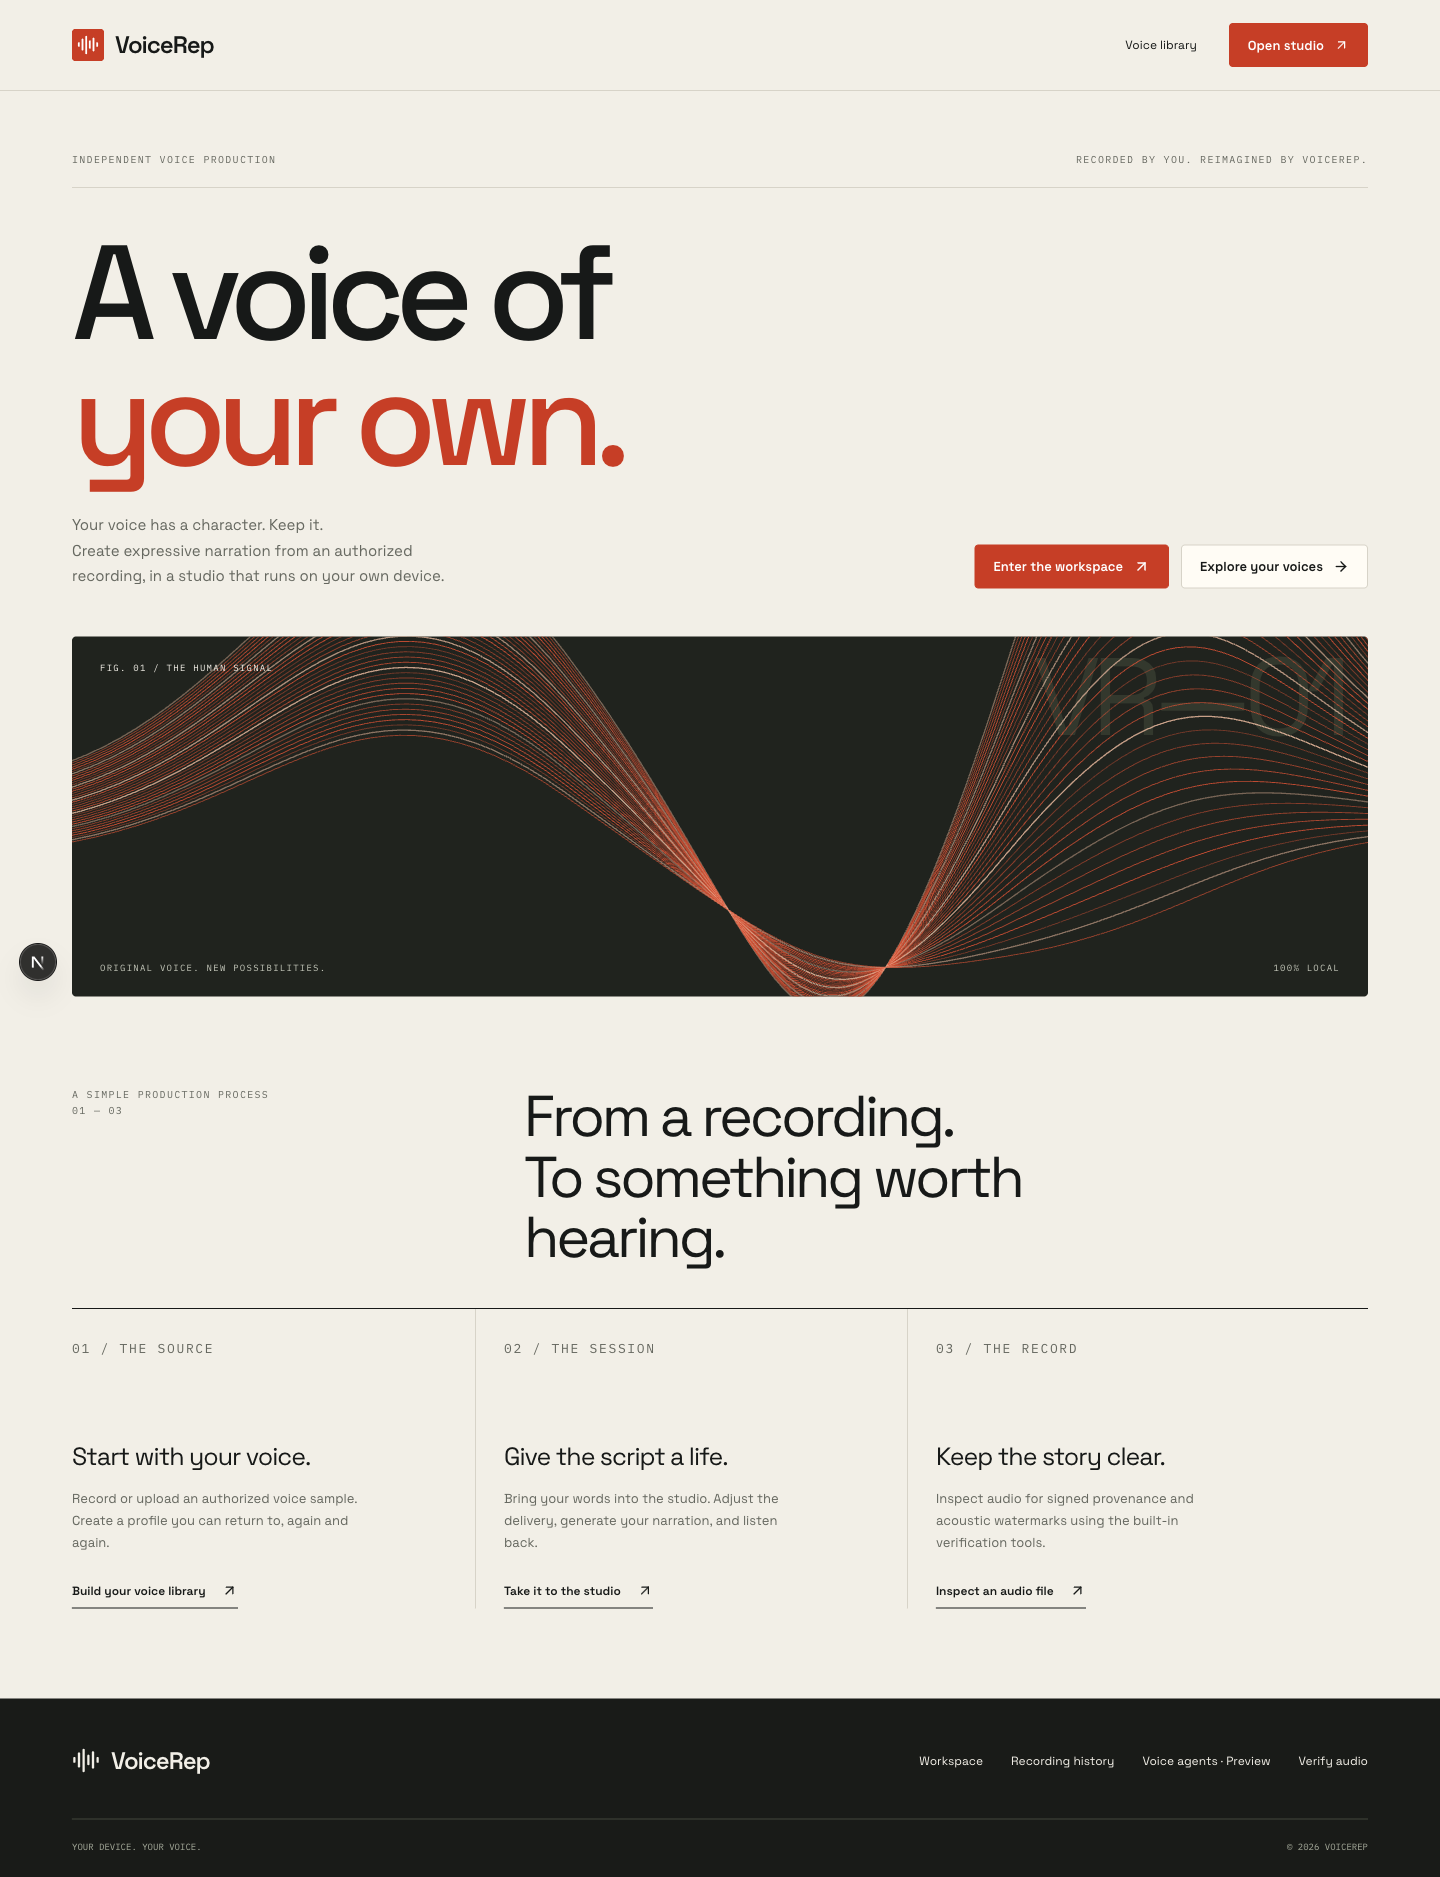 VoiceRep
Voice library
Open studio
INDEPENDENT VOICE PRODUCTION
RECORDED BY YOU. REIMAGINED BY VOICEREP.
A voice of
your own.
Your voice has a character. Keep it.
Create expressive narration from an authorized
recording, in a studio that runs on your own device.
Enter the workspace
Explore your voices
FIG. 01 / THE HUMAN SIGNAL
VR—01
ORIGINAL VOICE. NEW POSSIBILITIES.
100% LOCAL
N
A SIMPLE PRODUCTION PROCESS
01 — 03
From a recording.
To something worth
hearing.
01 / THE SOURCE
Start with your voice.
Record or upload an authorized voice sample.
Create a profile you can return to, again and
again.
Build your voice library
02 / THE SESSION
Give the script a life.
Bring your words into the studio. Adjust the
delivery, generate your narration, and listen
back.
Take it to the studio
03 / THE RECORD
Keep the story clear.
Inspect audio for signed provenance and
acoustic watermarks using the built-in
verification tools.
Inspect an audio file
VoiceRep
Workspace
Recording history
Voice agents · Preview
Verify audio
YOUR DEVICE. YOUR VOICE.
© 2026 VOICEREP